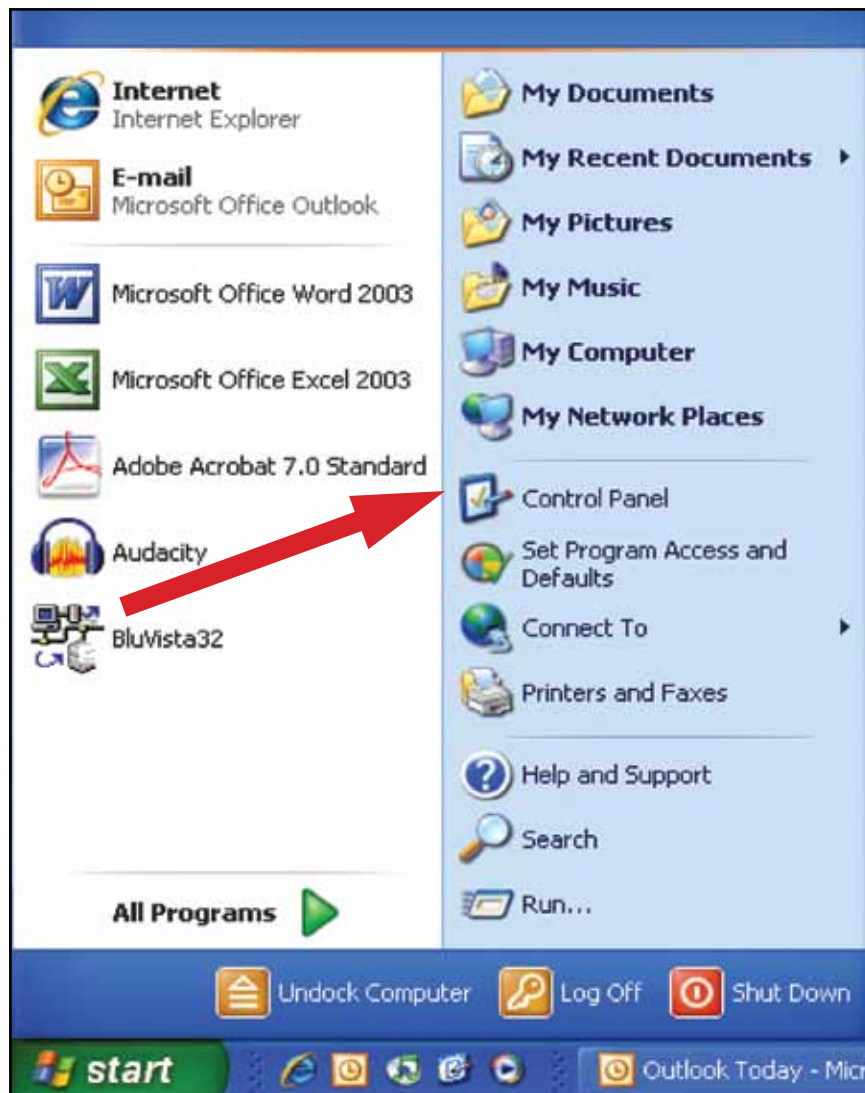 Internet
Internet Explorer
E-mail
Microsoft Office Outlook
Microsoft Office Word 2003
Microsoft Office Excel 2003
Adobe Acrobat 7.0 Standard
Audacity
BluVista32
All Programs
My Documents
My Recent Documents
My Pictures
My Music
My Computer
My Network Places
Control Panel
Set Program Access and
Defaults
Connect To
Printers and Faxes
Help and Support
Search
Run...
Undock Computer
Log Off
Shut Down
start
Outlook Today - Micr